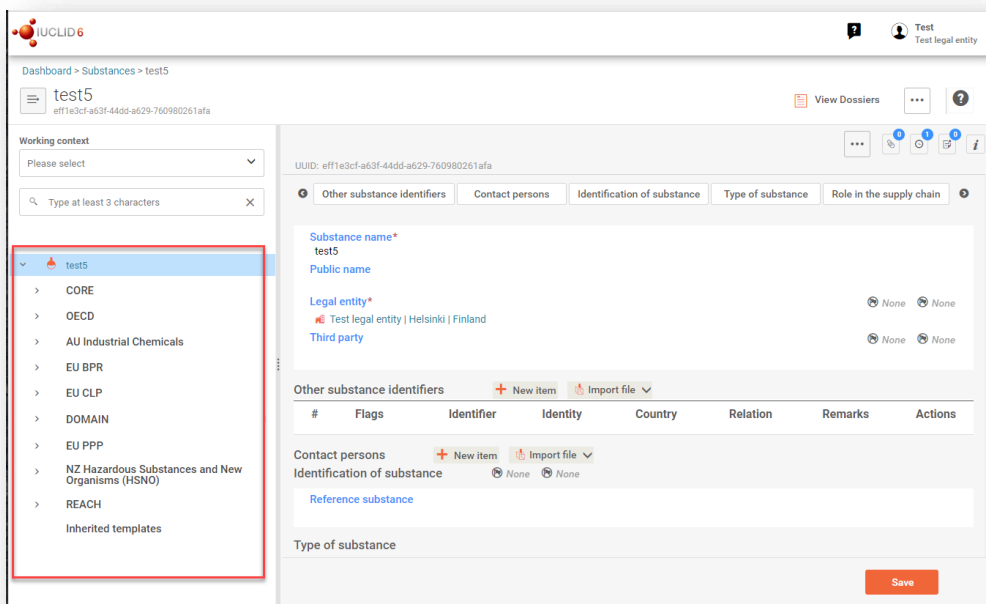 IUCLID 6
?
Test
Test legal entity
Dashboard > Substances > test5
test5
eff1e3cf-a63f-44dd-a629-760980261afa
View Dossiers
?
Working context
Please select
Type at least 3 characters
test5
CORE
OECD
AU Industrial Chemicals
EU BPR
EU CLP
DOMAIN
EU PPP
NZ Hazardous Substances and New
Organisms (HSNO)
REACH
Inherited templates
0 1 0 i
UUID: eff1e3cf-a63f-44dd-a629-760980261afa
Other substance identifiers Contact persons Identification of substance Type of substance Role in the supply chain
Substance name*
test5
Public name
Legal entity* None None
Test legal entity | Helsinki | Finland
Third party None None
Other substance identifiers New item Import file
# Flags Identifier Identity Country Relation Remarks Actions
Contact persons New item Import file
Identification of substance None None
Reference substance
Type of substance
Save